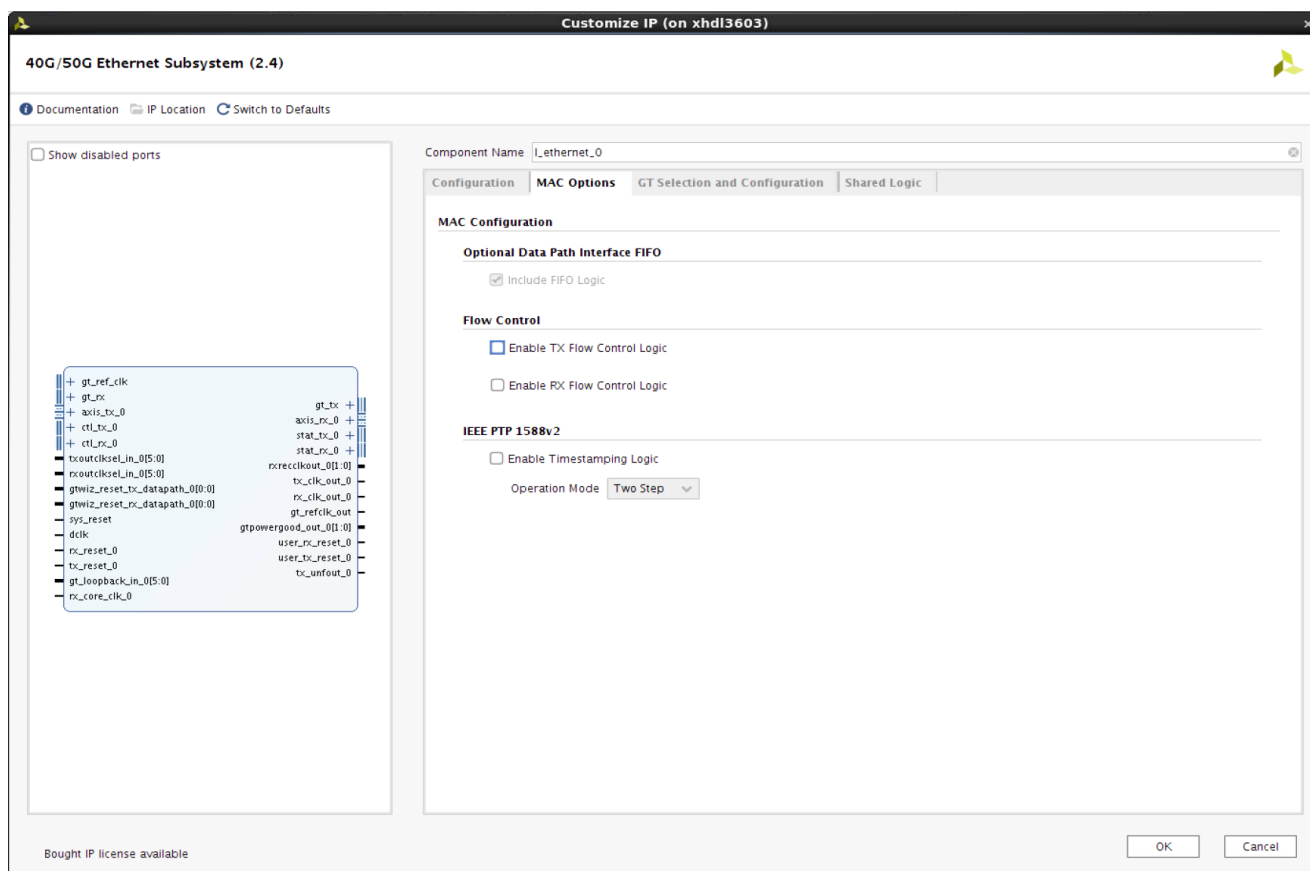 Customize IP (on xhdl3603)
40G/50G Ethernet Subsystem (2.4)
Documentation IP Location Switch to Defaults
Show disabled ports
gt_ref_clk
gt_rx
axis_tx_0
ctl_tx_0
ctl_rx_0
txoutclksel_in_0[5:0]
rxoutclksel_in_0[5:0]
gtwiz_reset_tx_datapath_0[0:0]
gtwiz_reset_rx_datapath_0[0:0]
sys_reset
dclk
rx_reset_0
tx_reset_0
gt_loopback_in_0[5:0]
rx_core_clk_0
gt_tx
axis_rx_0
stat_tx_0
stat_rx_0
rxrecclkout_0[1:0]
tx_clk_out_0
rx_clk_out_0
gt_refclk_out
gtpowergood_out_0[1:0]
user_rx_reset_0
user_tx_reset_0
tx_unfout_0
Component Name l_ethernet_0
Configuration MAC Options GT Selection and Configuration Shared Logic
MAC Configuration
Optional Data Path Interface FIFO
Include FIFO Logic
Flow Control
Enable TX Flow Control Logic
Enable RX Flow Control Logic
IEEE PTP 1588v2
Enable Timestamping Logic
Operation Mode Two Step
Bought IP license available
OK Cancel